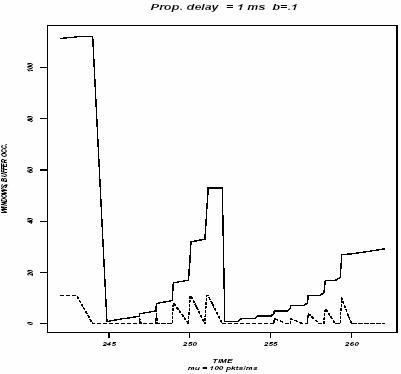 Prop. delay = 1 ms b=.1
WINDOWS, BUFFER OCC.
100
80
60
40
20
0
245
250
255
260
TIME
mu = 100 pkts/ms